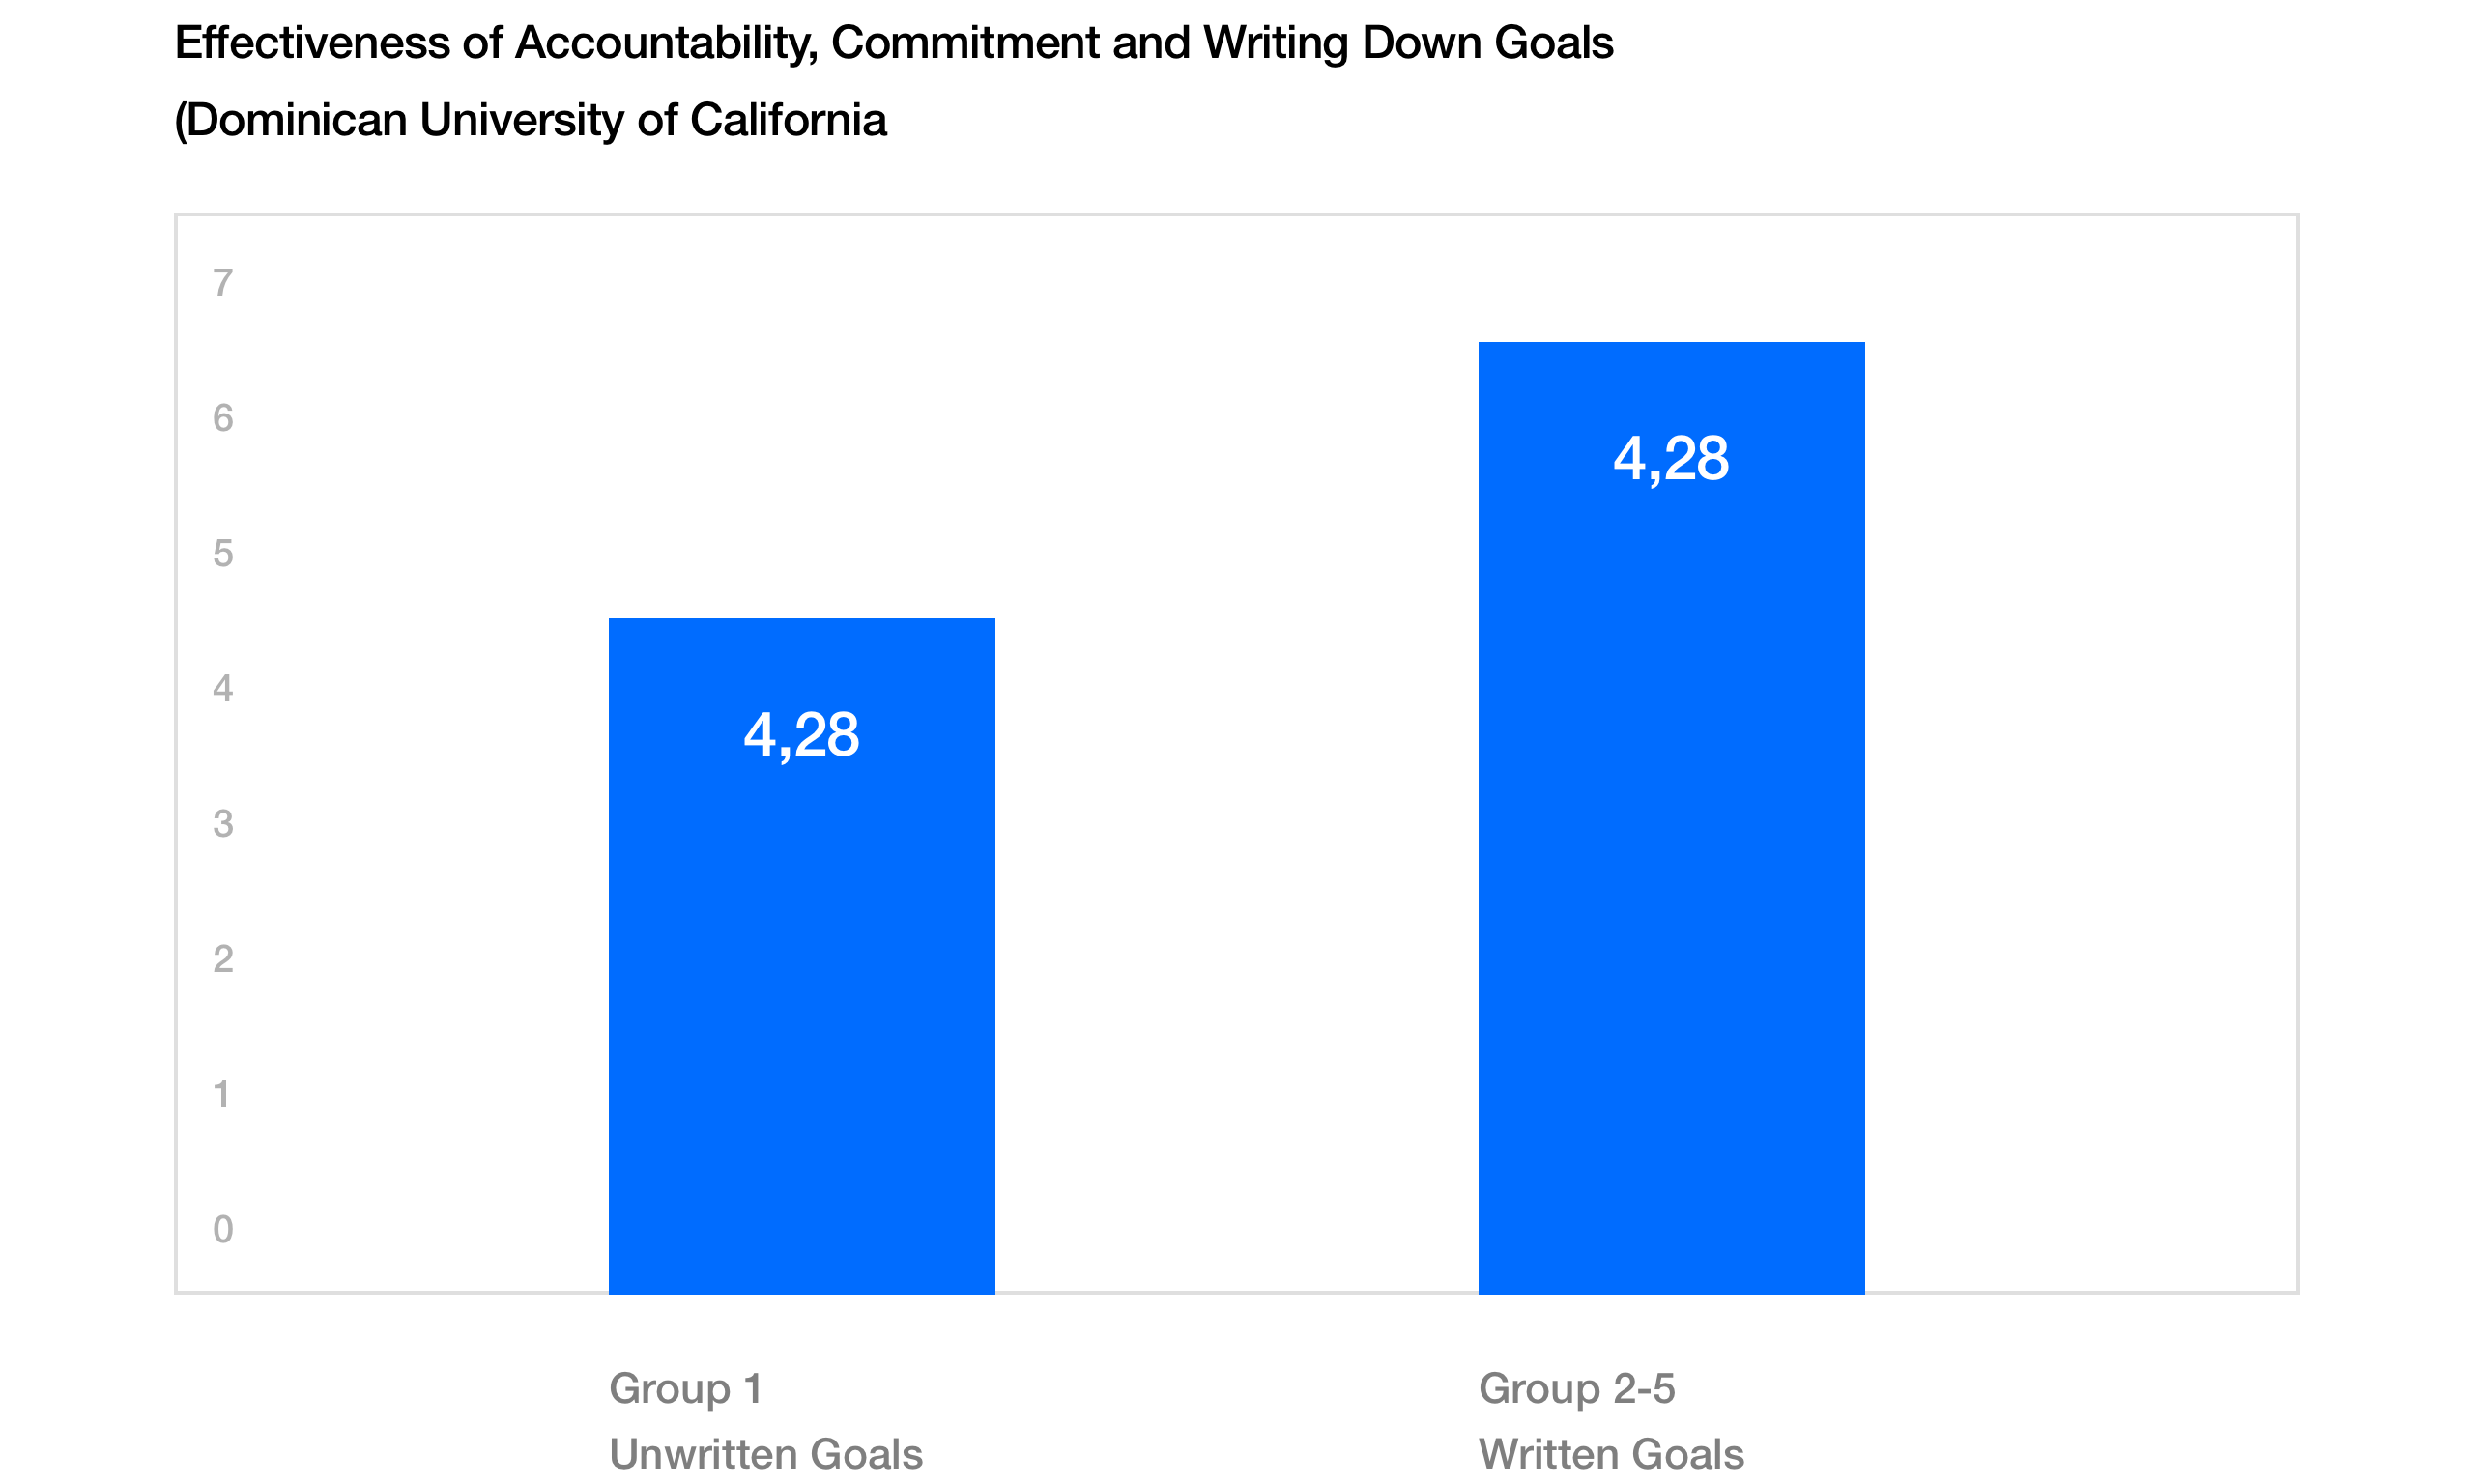 Effectiveness of Accountability, Commitment and Writing Down Goals
(Dominican University of California
7
6
5
4
3
2
1
0
4,28
4,28
Group 1
Unwritten Goals
Group 2-5
Written Goals